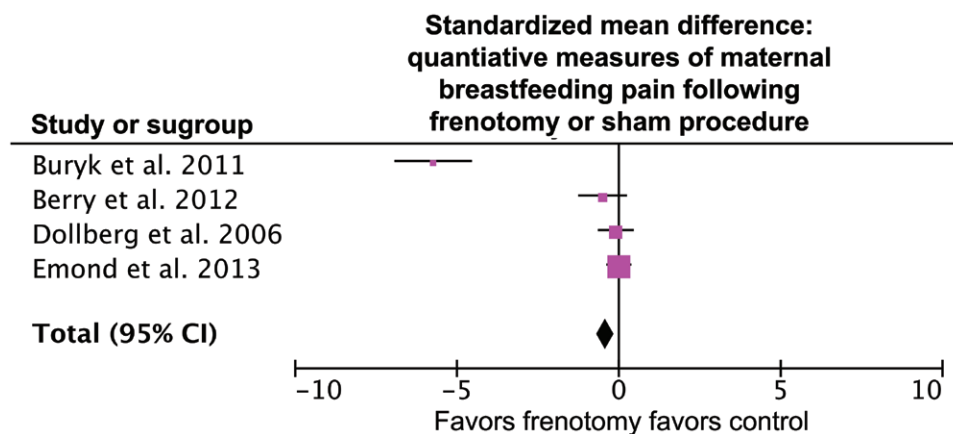 Standardized mean difference:
quantiative measures of maternal
breastfeeding pain following
frenotomy or sham procedure
Study or sugroup
Buryk et al. 2011
Berry et al. 2012
Dollberg et al. 2006
Emond et al. 2013
Total (95% CI)
−10 −5 0 5 10
Favors frenotomy favors control